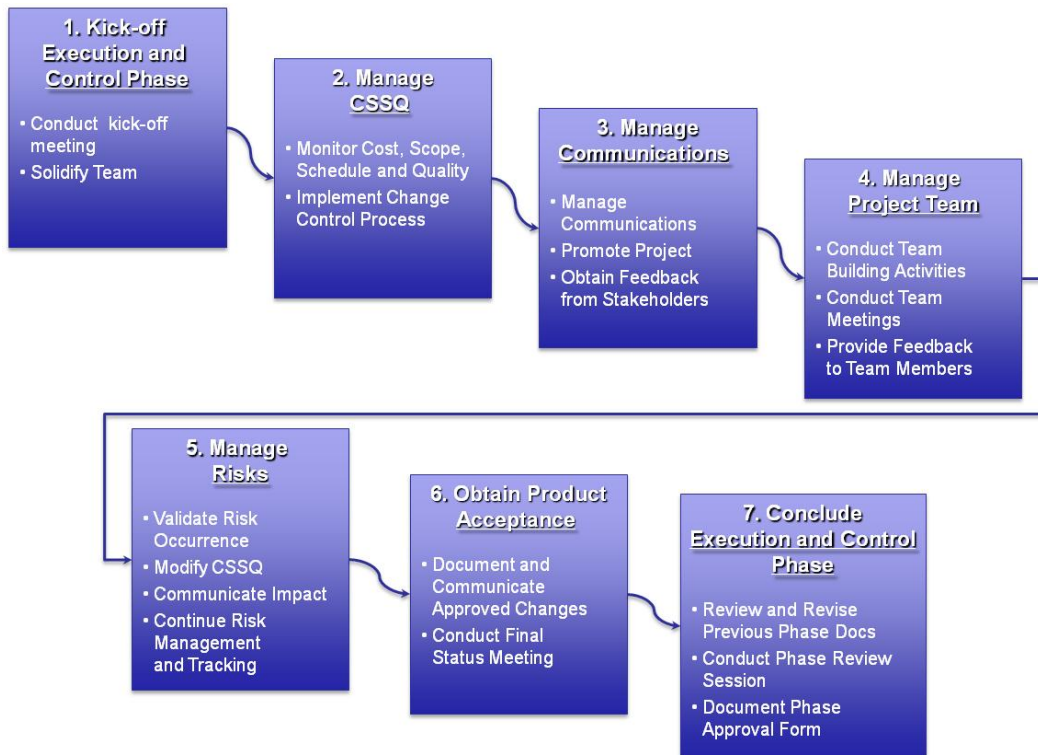 1. Kick-off
Execution and
Control Phase
• Conduct kick-off
meeting
• Solidify Team
2. Manage
CSSQ
• Monitor Cost, Scope,
Schedule and Quality
• Implement Change
Control Process
3. Manage
Communications
• Manage
Communications
• Promote Project
• Obtain Feedback
from Stakeholders
4. Manage
Project Team
• Conduct Team
Building Activities
• Conduct Team
Meetings
• Provide Feedback
to Team Members
5. Manage
Risks
• Validate Risk
Occurrence
• Modify CSSQ
• Communicate Impact
• Continue Risk
Management
and Tracking
6. Obtain Product
Acceptance
• Document and
Communicate
Approved Changes
• Conduct Final
Status Meeting
7. Conclude
Execution and Control
Phase
• Review and Revise
Previous Phase Docs
• Conduct Phase Review
Session
• Document Phase
Approval Form